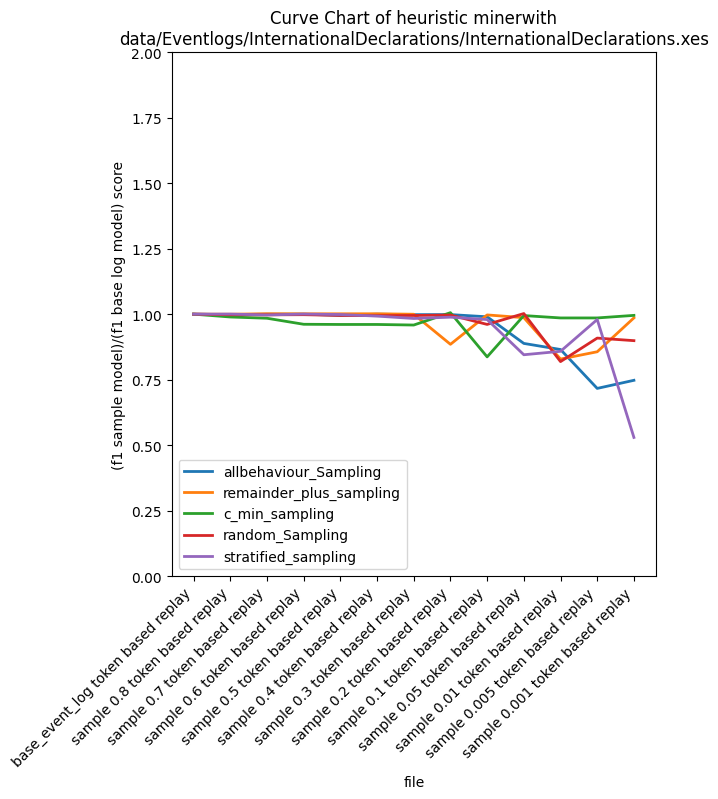 Curve Chart of heuristic minerwith
data/Eventlogs/InternationalDeclarations/InternationalDeclarations.xes
(f1 sample model)/(f1 base log model) score
2.00
1.75
1.50
1.25
1.00
0.75
0.50
0.25
0.00
allbehaviour_Sampling
remainder_plus_sampling
c_min_sampling
random_Sampling
stratified_sampling
base_event_log token based replay
sample 0.8 token based replay
sample 0.7 token based replay
sample 0.6 token based replay
sample 0.5 token based replay
sample 0.4 token based replay
sample 0.3 token based replay
sample 0.2 token based replay
sample 0.1 token based replay
sample 0.05 token based replay
sample 0.01 token based replay
sample 0.005 token based replay
sample 0.001 token based replay
file